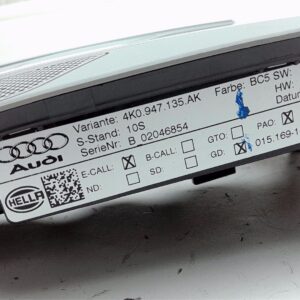 Variante: 4K0.947.135.AK Farbe: BC5 SW:
S-Stand: 10S HW:
SerieNr: B 02046854 Datum
Audi
E-CALL: B-CALL: GTO: PAO:
ND: SD: GD: 015.169-
HELLA